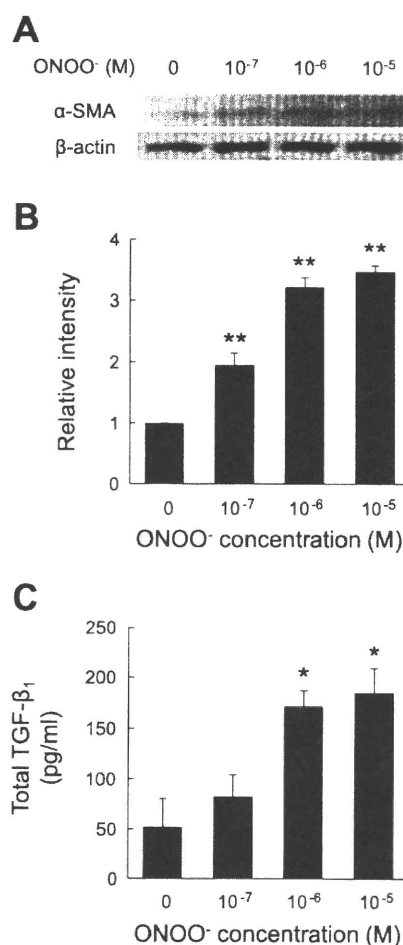 A
ONOO⁻ (M) 0 10⁻⁷ 10⁻⁶ 10⁻⁵
α-SMA
β-actin
B
Relative intensity
4
3
2
1
0
** ** **
0 10⁻⁷ 10⁻⁶ 10⁻⁵
ONOO⁻ concentration (M)
C
Total TGF-β₁
(pg/ml)
250
200
150
100
50
0
* *
0 10⁻⁷ 10⁻⁶ 10⁻⁵
ONOO⁻ concentration (M)